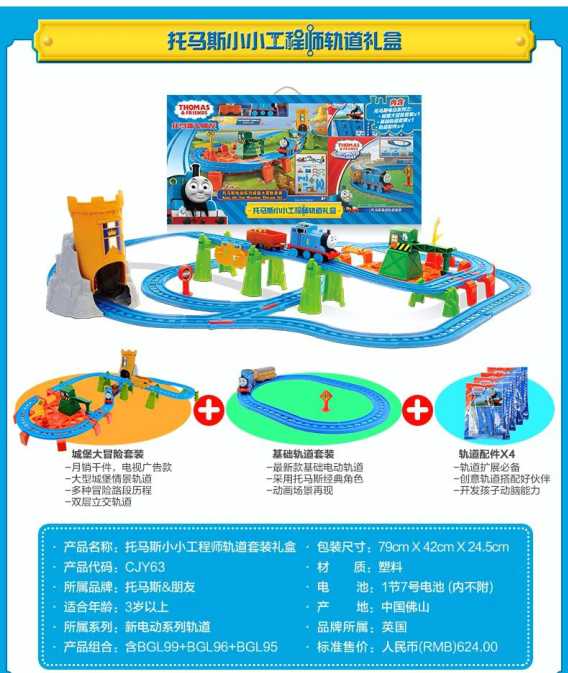 托马斯小小工程师轨道礼盒
THOMAS
& FRIENDS
内含
THOMAS
托马斯小小工程师轨道礼盒
城堡大冒险套装
-月销千件，电视广告款
-大型城堡情景轨道
-多种冒险路段历程
-双层立交轨道
基础轨道套装
-最新款基础电动轨道
-采用托马斯经典角色
-动画场景再现
轨道配件X4
-轨道扩展必备
-创意轨道搭配好伙伴
-开发孩子动脑能力
· 产品名称：托马斯小小工程师轨道套装礼盒 · 包装尺寸：79cm X 42cm X 24.5cm
· 产品代码：CJY63 · 材 质：塑料
· 所属品牌：托马斯&朋友 · 电 池：1节7号电池 (内不附)
· 适合年龄：3岁以上 · 产 地：中国佛山
· 所属系列：新电动系列轨道 · 品牌所属：英国
· 产品组合：含BGL99+BGL96+BGL95 · 标准售价：人民币(RMB)624.00